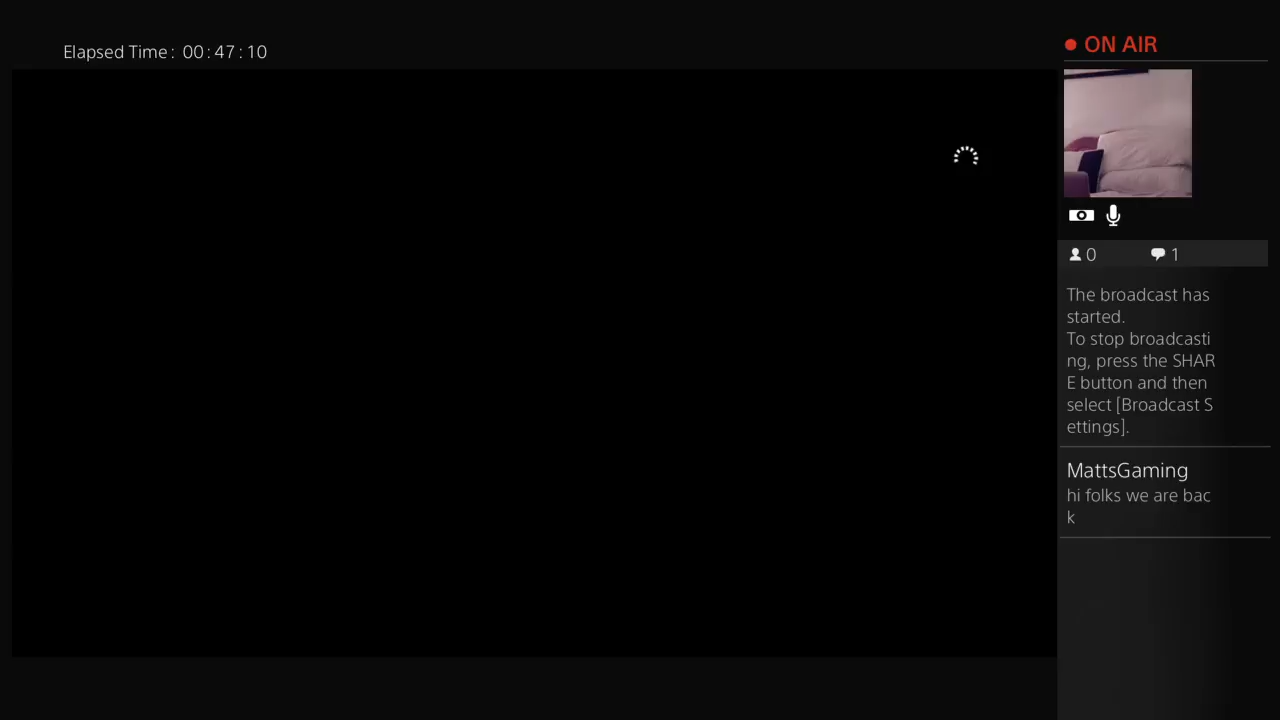 Elapsed Time: 00:47:10
ON AIR
0 1
The broadcast has
started.
To stop broadcasti
ng, press the SHAR
E button and then
select [Broadcast S
ettings].
MattsGaming
hi folks we are bac
k